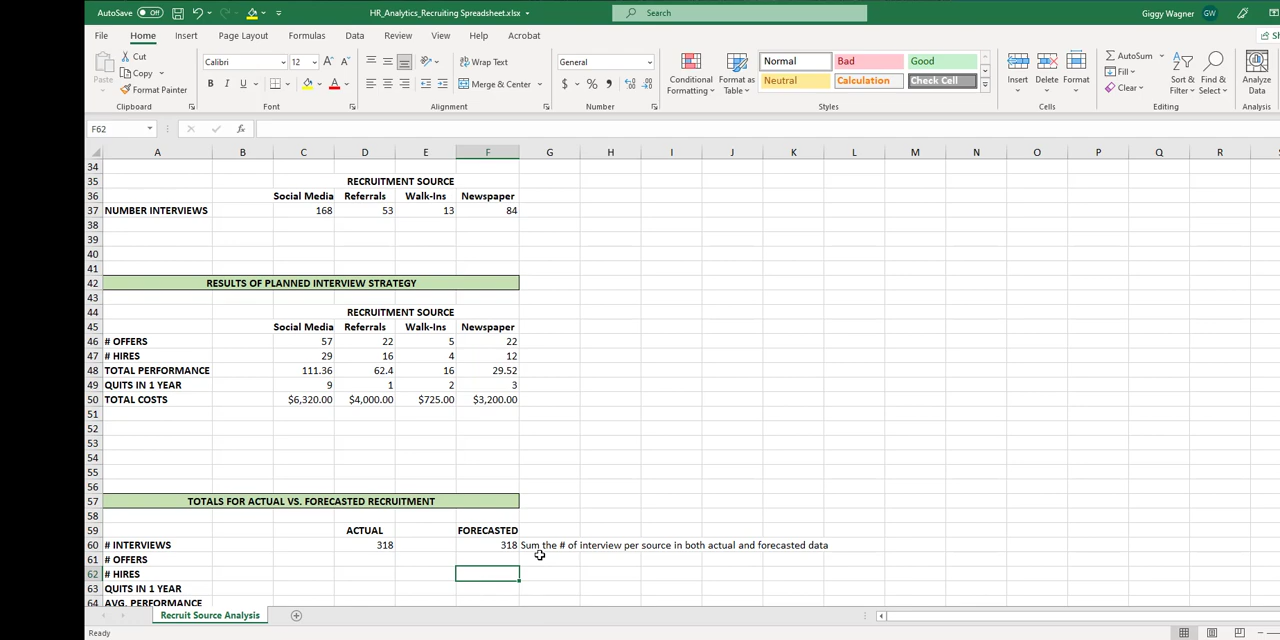 AutoSave Off HR_Analytics_Recruiting Spreadsheet.xlsx Search Giggy Wagner GW
File Home Insert Page Layout Formulas Data Review View Help Acrobat
Paste Cut Copy Format Painter Clipboard
Calibri 12 A A B I U A Font
Wrap Text Merge & Center Alignment
General $ % , Number
Conditional Formatting Format as Table
Normal Bad Good
Neutral Calculation Check Cell
Styles
Insert Delete Format Cells
AutoSum Fill Clear Sort & Filter Find & Select Editing
Analyze Data Analysis
F62 fx
A B C D E F G H I J K L M N O P Q R
34
35 RECRUITMENT SOURCE
36 Social Media Referrals Walk-Ins Newspaper
37 NUMBER INTERVIEWS 168 53 13 84
38
39
40
41
42 RESULTS OF PLANNED INTERVIEW STRATEGY
43
44 RECRUITMENT SOURCE
45 Social Media Referrals Walk-Ins Newspaper
46 # OFFERS 57 22 5 22
47 # HIRES 29 16 4 12
48 TOTAL PERFORMANCE 111.36 62.4 16 29.52
49 QUITS IN 1 YEAR 9 1 2 3
50 TOTAL COSTS $6,320.00 $4,000.00 $725.00 $3,200.00
51
52
53
54
55
56
57 TOTALS FOR ACTUAL VS. FORECASTED RECRUITMENT
58
59 ACTUAL FORECASTED
60 # INTERVIEWS 318 318 Sum the # of interview per source in both actual and forecasted data
61 # OFFERS
62 # HIRES
63 QUITS IN 1 YEAR
64 AVG. PERFORMANCE
Recruit Source Analysis
Ready